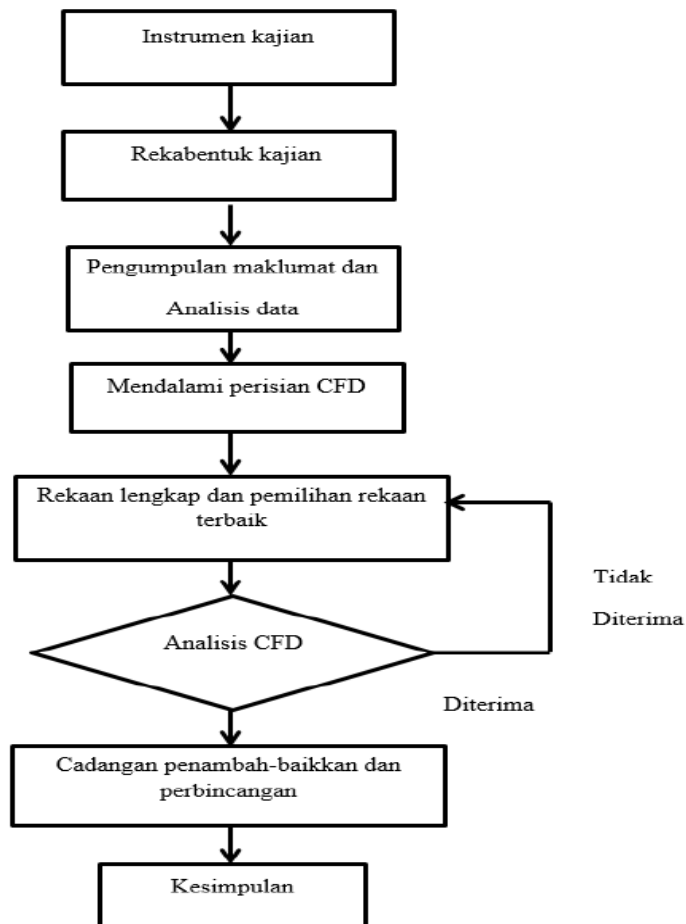 Instrumen kajian
Rekabentuk kajian
Pengumpulan maklumat dan
Analisis data
Mendalami perisian CFD
Rekaan lengkap dan pemilihan rekaan
terbaik
Tidak
Diterima
Analisis CFD
Diterima
Cadangan penambah-baikkan dan
perbincangan
Kesimpulan